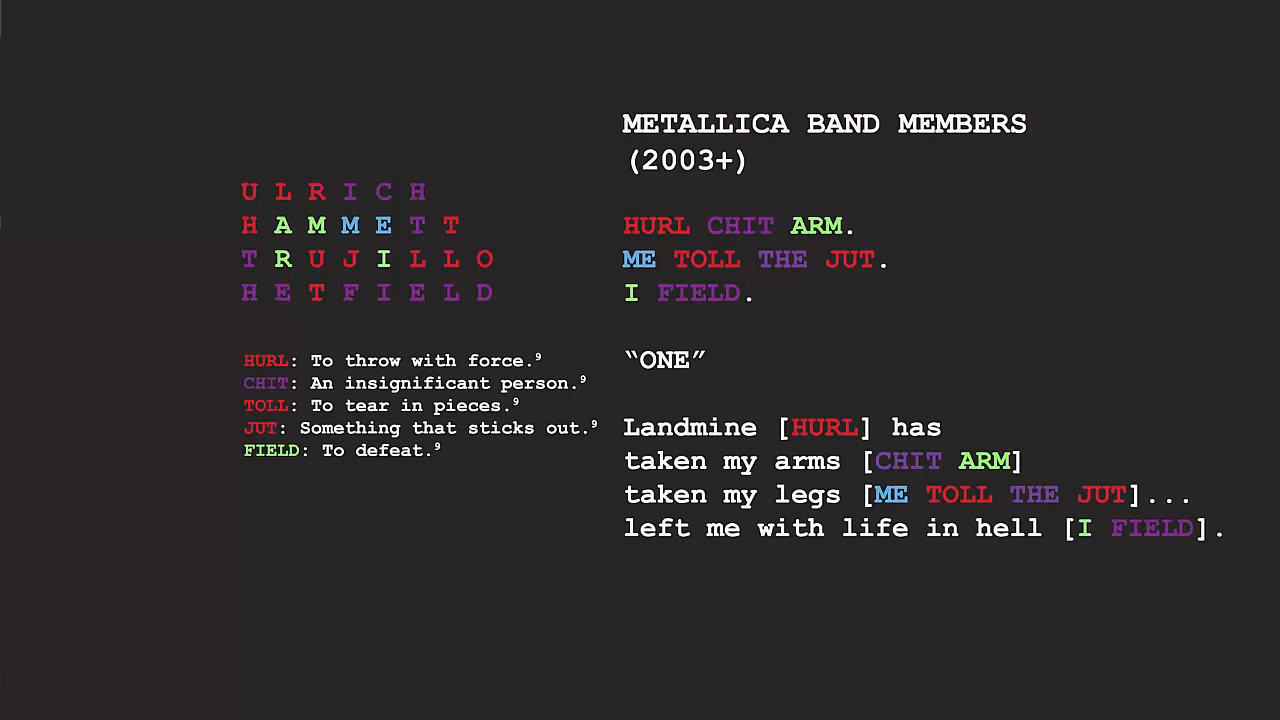 METALLICA BAND MEMBERS
(2003+)
U L R I C H
H A M M E T T
T R U J I L L O
H E T F I E L D
HURL CHIT ARM.
ME TOLL THE JUT.
I FIELD.
HURL: To throw with force.⁹
CHIT: An insignificant person.⁹
TOLL: To tear in pieces.⁹
JUT: Something that sticks out.⁹
FIELD: To defeat.⁹
“ONE”
Landmine [HURL] has
taken my arms [CHIT ARM]
taken my legs [ME TOLL THE JUT]...
left me with life in hell [I FIELD].